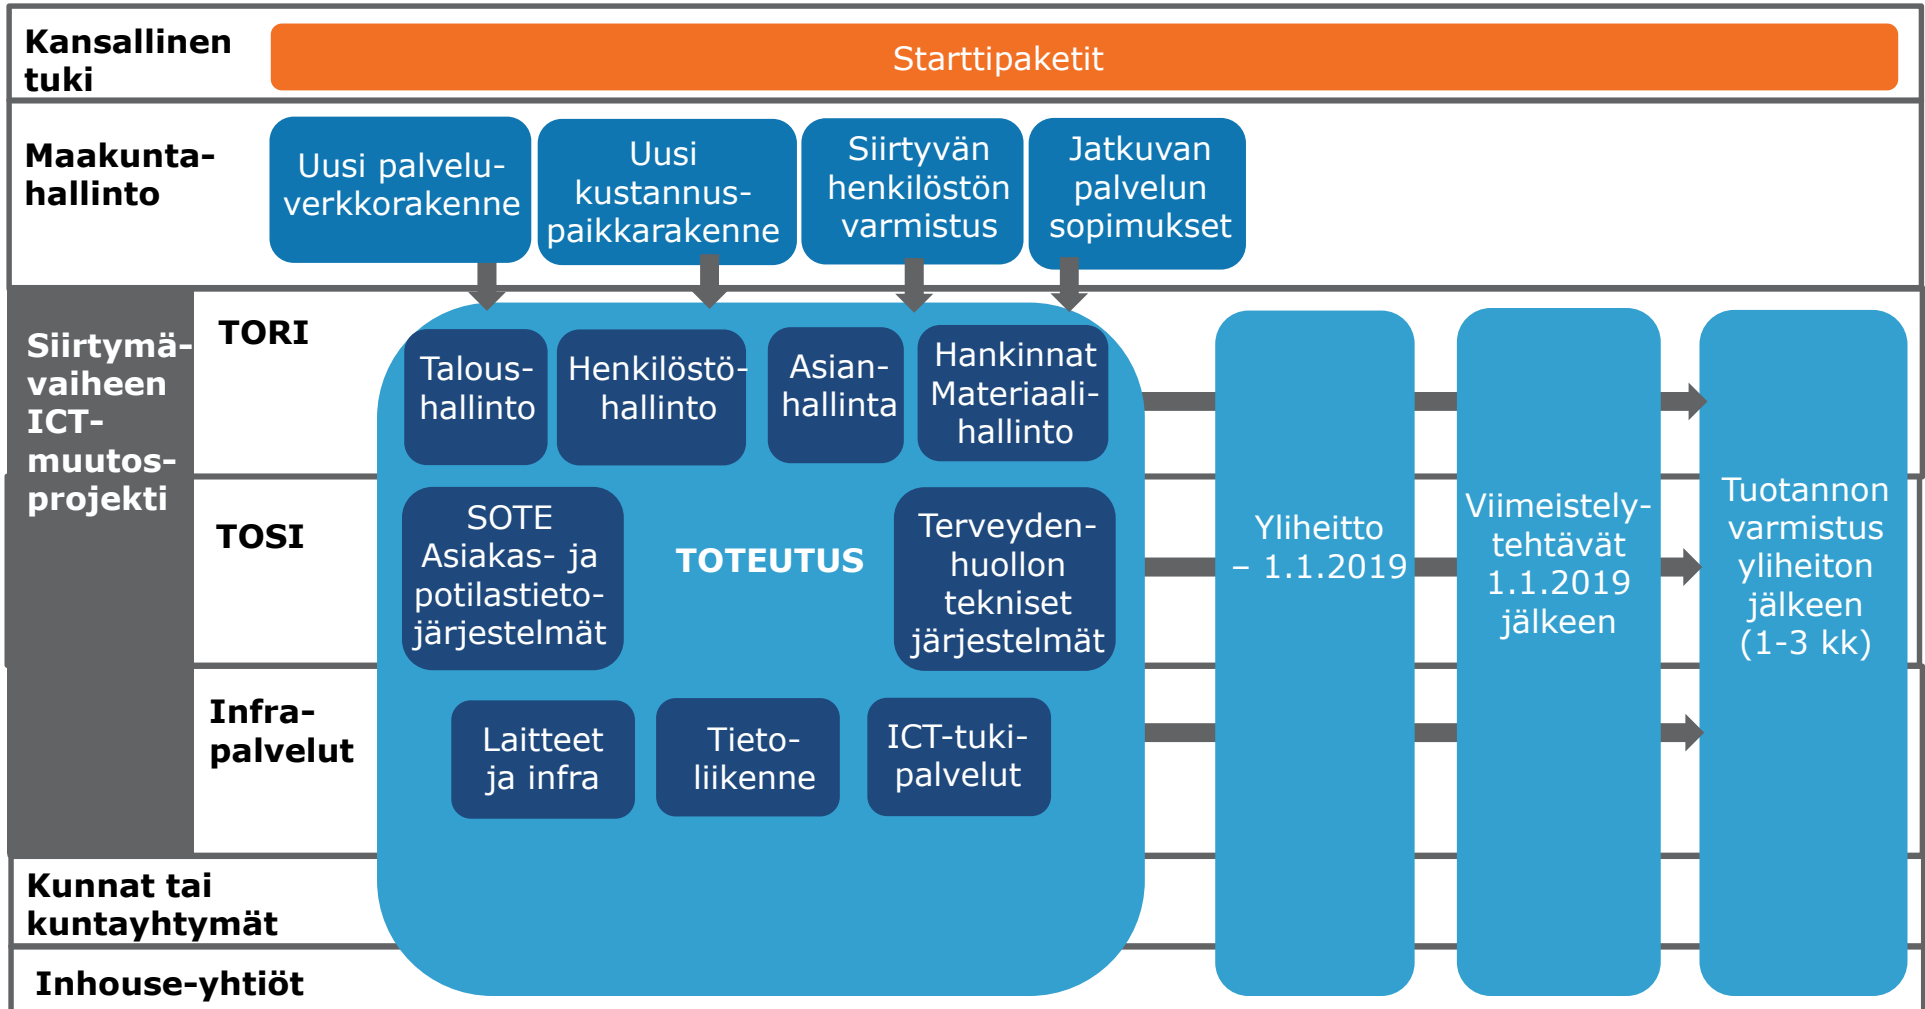 Kansallinen
tuki
Starttipaketit
Maakunta-
hallinto
Uusi palvelu-
verkkorakenne
Uusi
kustannus-
paikkarakenne
Siirtyvän
henkilöstön
varmistus
Jatkuvan
palvelun
sopimukset
Siirtymä-
vaiheen
ICT-
muutos-
projekti
TORI
Talous-
hallinto
Henkilöstö-
hallinto
Asian-
hallinta
Hankinnat
Materiaali-
hallinto
TOSI
SOTE
Asiakas- ja
potilastieto-
järjestelmät
TOTEUTUS
Terveyden-
huollon
tekniset
järjestelmät
Infra-
palvelut
Laitteet
ja infra
Tieto-
liikenne
ICT-tuki-
palvelut
Yliheitto
– 1.1.2019
Viimeistely-
tehtävät
1.1.2019
jälkeen
Tuotannon
varmistus
yliheiton
jälkeen
(1-3 kk)
Kunnat tai
kuntayhtymät
Inhouse-yhtiöt